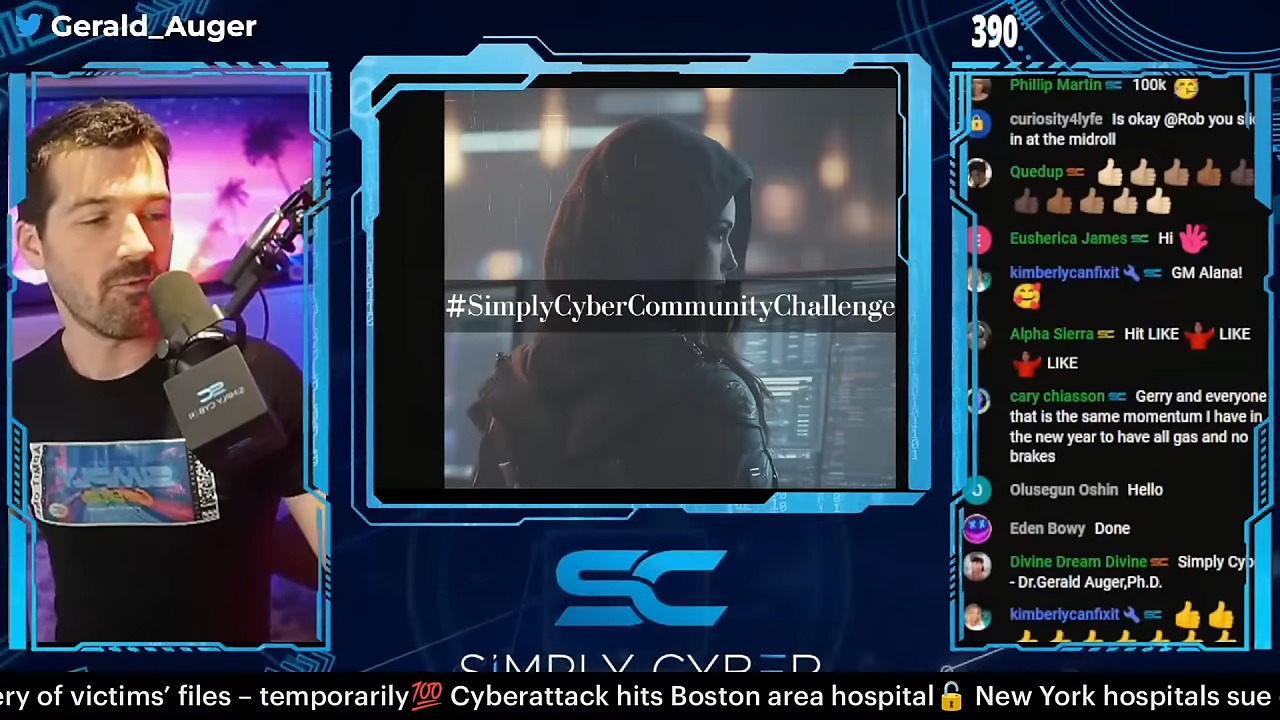 Gerald_Auger
390
#SimplyCyberCommunityChallenge
Phillip Martin 100k
curiosity4lyfe Is okay @Rob you
in at the midroll
Quedup
Eusherica James Hi
kimberlycanfixit GM Alana!
Alpha SIerra Hit LIKE LIKE
LIKE
cary chiasson Gerry and everyone
that is the same momentum I have in
the new year to have all gas and no
brakes
Olusegun Oshin Hello
Eden Bowy Done
Divine Dream Divine Simply Cyb
- Dr.Gerald Auger,Ph.D.
kimberlycanfixit
SC
SIMPLY CYBER
ery of victims’ files – temporarily💯 Cyberattack hits Boston area hospital🔓 New York hospitals sue